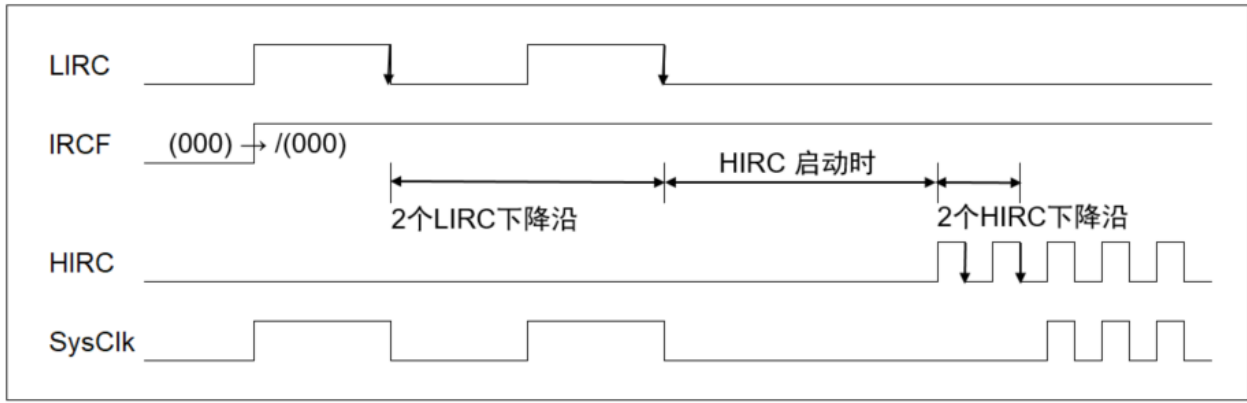 LIRC
IRCF (000) → /(000)
HIRC 启动时
2个LIRC下降沿 2个HIRC下降沿
HIRC
SysClk